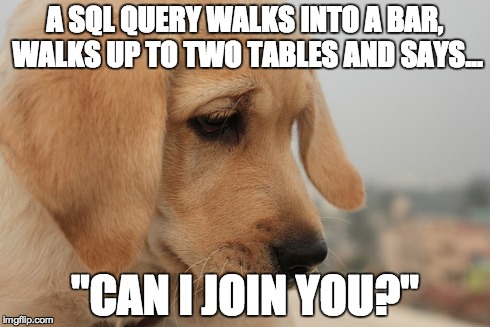 A SQL QUERY WALKS INTO A BAR,
WALKS UP TO TWO TABLES AND SAYS...
"CAN I JOIN YOU?"
imgflip.com